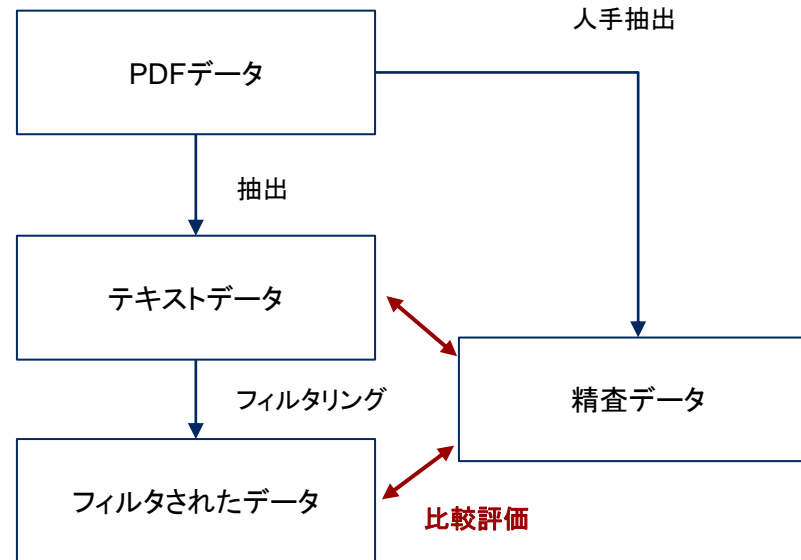 人手抽出
PDFデータ
抽出
テキストデータ
フィルタリング
精査データ
フィルタされたデータ
比較評価